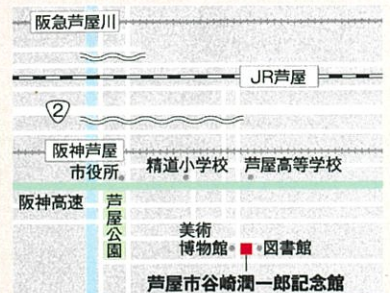 阪急芦屋川
JR芦屋
2
阪神芦屋
市役所
精道小学校
芦屋高等学校
阪神高速
芦屋公園
美術
博物館
図書館
芦屋市谷崎潤一郎記念館